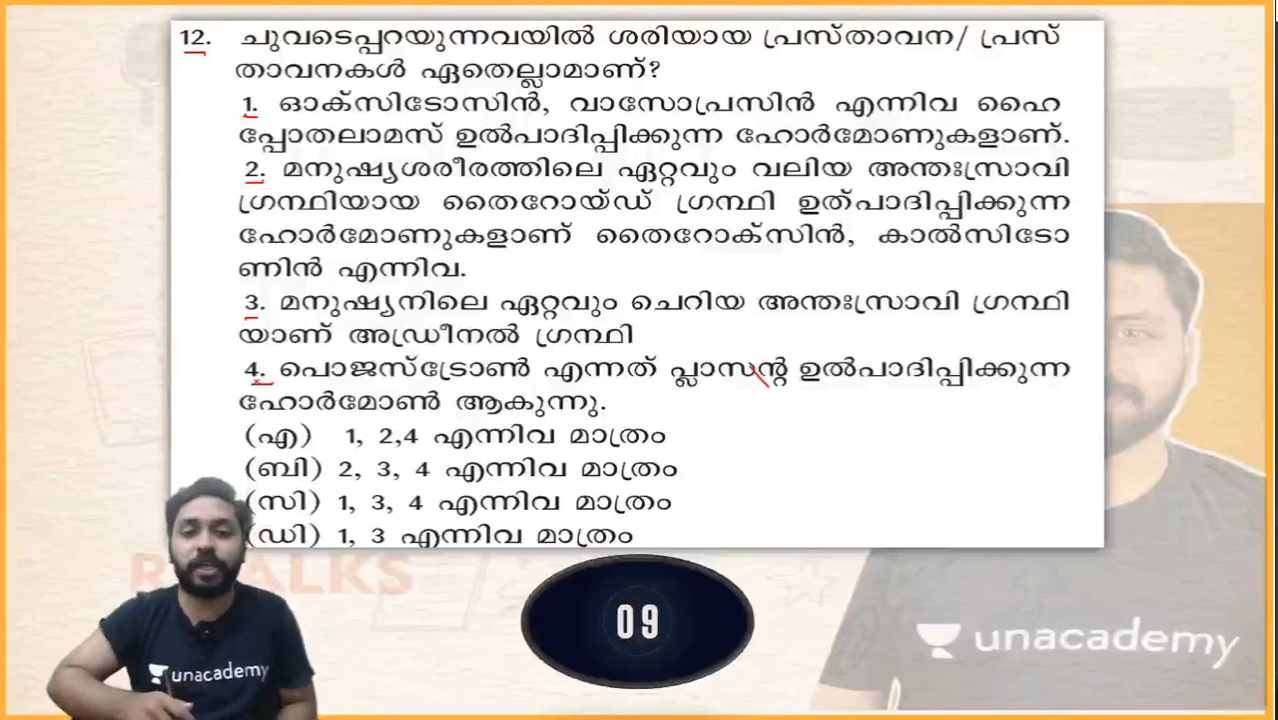 12. ചുവടെപ്പറയുന്നവയിൽ ശരിയായ പ്രസ്താവന/ പ്രസ്
താവനകൾ ഏതെല്ലാമാണ്?
1. ഓക്സിടോസിൻ, വാസോപ്രസിൻ എന്നിവ ഹൈ
പ്പോതലാമസ് ഉൽപാദിപ്പിക്കുന്ന ഹോർമോണുകളാണ്.
2. മനുഷ്യശരീരത്തിലെ ഏറ്റവും വലിയ അന്തഃസ്രാവി
ഗ്രന്ഥിയായ തൈറോയ്ഡ് ഗ്രന്ഥി ഉത്പാദിപ്പിക്കുന്ന
ഹോർമോണുകളാണ് തൈറോക്സിൻ, കാൽസിടോ
ണിൻ എന്നിവ.
3. മനുഷ്യനിലെ ഏറ്റവും ചെറിയ അന്തഃസ്രാവി ഗ്രന്ഥി
യാണ് അഡ്രീനൽ ഗ്രന്ഥി
4. പൊജസ്ട്രോൺ എന്നത് പ്ലാസന്റ ഉൽപാദിപ്പിക്കുന്ന
ഹോർമോൺ ആകുന്നു.
(എ) 1, 2,4 എന്നിവ മാത്രം
(ബി) 2, 3, 4 എന്നിവ മാത്രം
(സി) 1, 3, 4 എന്നിവ മാത്രം
(ഡി) 1, 3 എന്നിവ മാത്രം
09
unacademy
unacademy